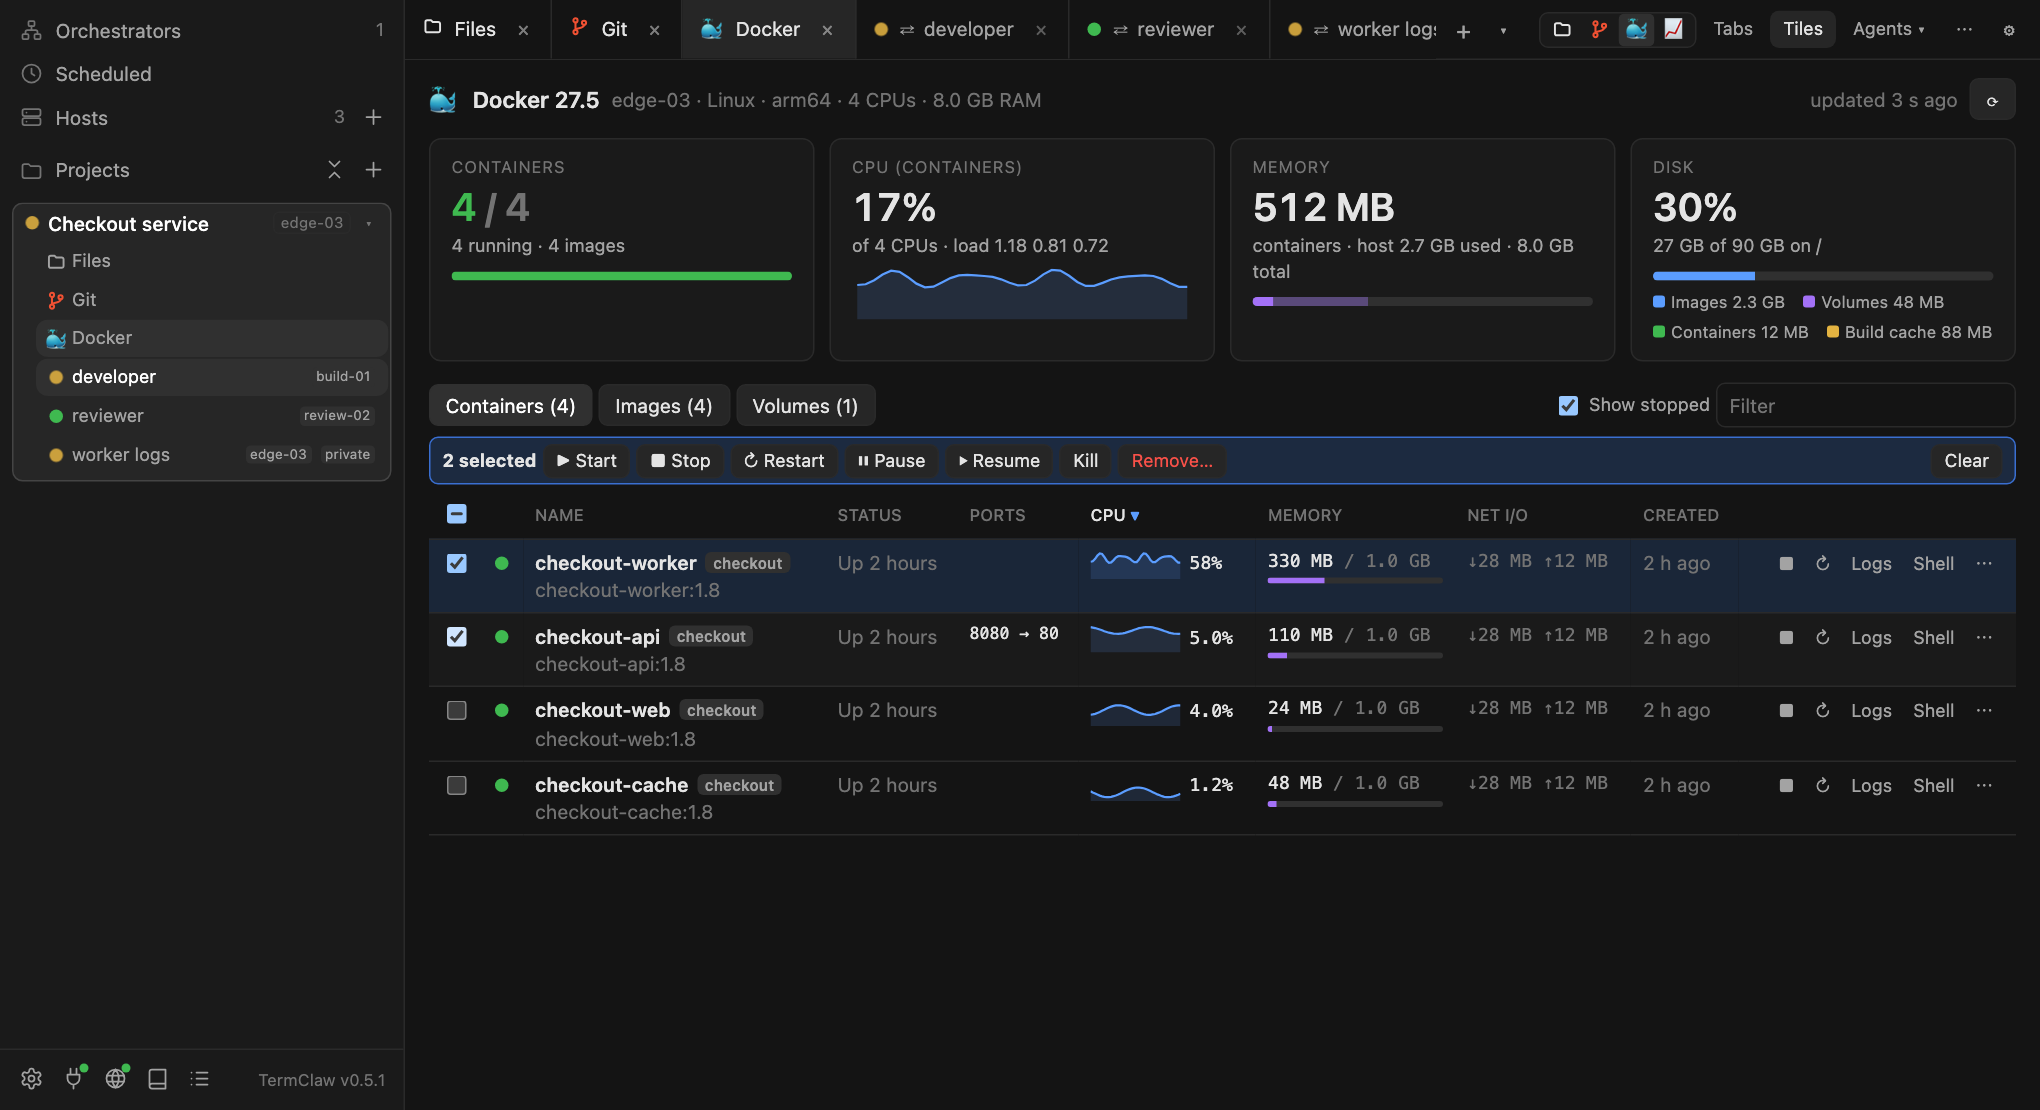 Orchestrators 1
Scheduled
Hosts 3
Projects
Checkout service edge-03
Files
Git
Docker
developer build-01
reviewer review-02
worker logs edge-03 private
TermClaw v0.5.1
Files
Git
Docker
developer
reviewer
worker logs
Tabs
Tiles
Agents
Docker 27.5 edge-03 · Linux · arm64 · 4 CPUs · 8.0 GB RAM
updated 3 s ago
CONTAINERS
4 / 4
4 running · 4 images
CPU (CONTAINERS)
17%
of 4 CPUs · load 1.18 0.81 0.72
MEMORY
512 MB
containers · host 2.7 GB used · 8.0 GB
total
DISK
30%
27 GB of 90 GB on /
Images 2.3 GB Volumes 48 MB
Containers 12 MB Build cache 88 MB
Containers (4) Images (4) Volumes (1)
Show stopped Filter
2 selected Start Stop Restart Pause Resume Kill Remove... Clear
NAME STATUS PORTS CPU MEMORY NET I/O CREATED
checkout-worker checkout Up 2 hours 58% 330 MB / 1.0 GB ↓28 MB ↑12 MB 2 h ago Logs Shell
checkout-worker:1.8
checkout-api checkout Up 2 hours 8080 → 80 5.0% 110 MB / 1.0 GB ↓28 MB ↑12 MB 2 h ago Logs Shell
checkout-api:1.8
checkout-web checkout Up 2 hours 4.0% 24 MB / 1.0 GB ↓28 MB ↑12 MB 2 h ago Logs Shell
checkout-web:1.8
checkout-cache checkout Up 2 hours 1.2% 48 MB / 1.0 GB ↓28 MB ↑12 MB 2 h ago Logs Shell
checkout-cache:1.8